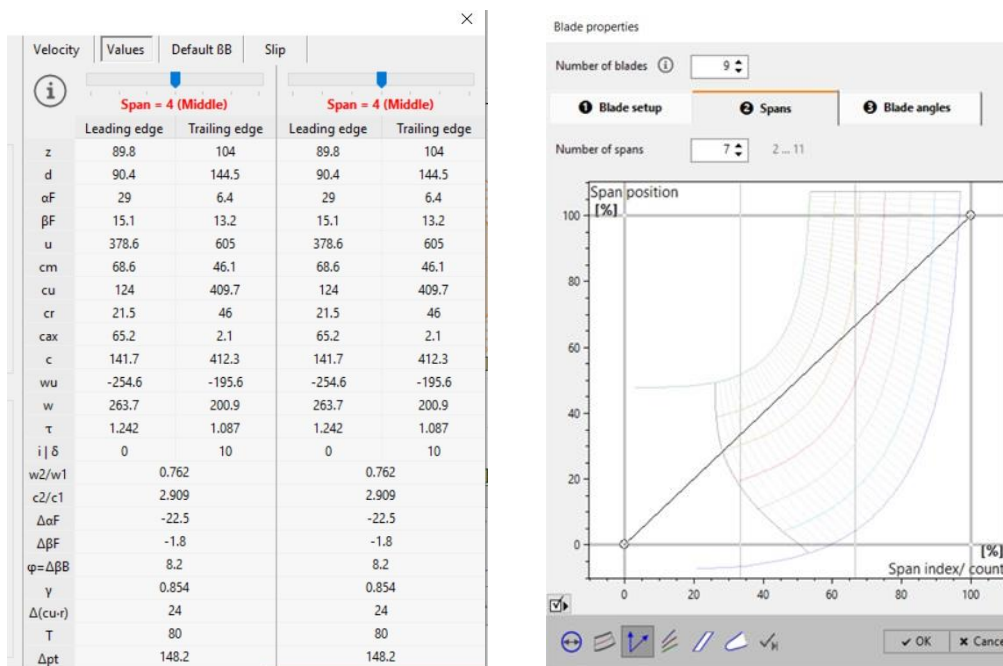 Velocity Values Default ßB Slip
Span = 4 (Middle) Span = 4 (Middle)
Leading edge Trailing edge Leading edge Trailing edge
z 89.8 104 89.8 104
d 90.4 144.5 90.4 144.5
αF 29 6.4 29 6.4
βF 15.1 13.2 15.1 13.2
u 378.6 605 378.6 605
cm 68.6 46.1 68.6 46.1
cu 124 409.7 124 409.7
cr 21.5 46 21.5 46
cax 65.2 2.1 65.2 2.1
c 141.7 412.3 141.7 412.3
wu -254.6 -195.6 -254.6 -195.6
w 263.7 200.9 263.7 200.9
τ 1.242 1.087 1.242 1.087
i | δ 0 10 0 10
w2/w1 0.762 0.762
c2/c1 2.909 2.909
ΔαF -22.5 -22.5
ΔβF -1.8 -1.8
φ=ΔβB 8.2 8.2
γ 0.854 0.854
Δ(cu·r) 24 24
T 80 80
Δpt 148.2 148.2
Blade properties
Number of blades 9
1 Blade setup 2 Spans 3 Blade angles
Number of spans 7 2 ... 11
Span position
[%]
100
80
60
40
20
0
[%]
Span index/ count
0 20 40 60 80 100
OK Cance